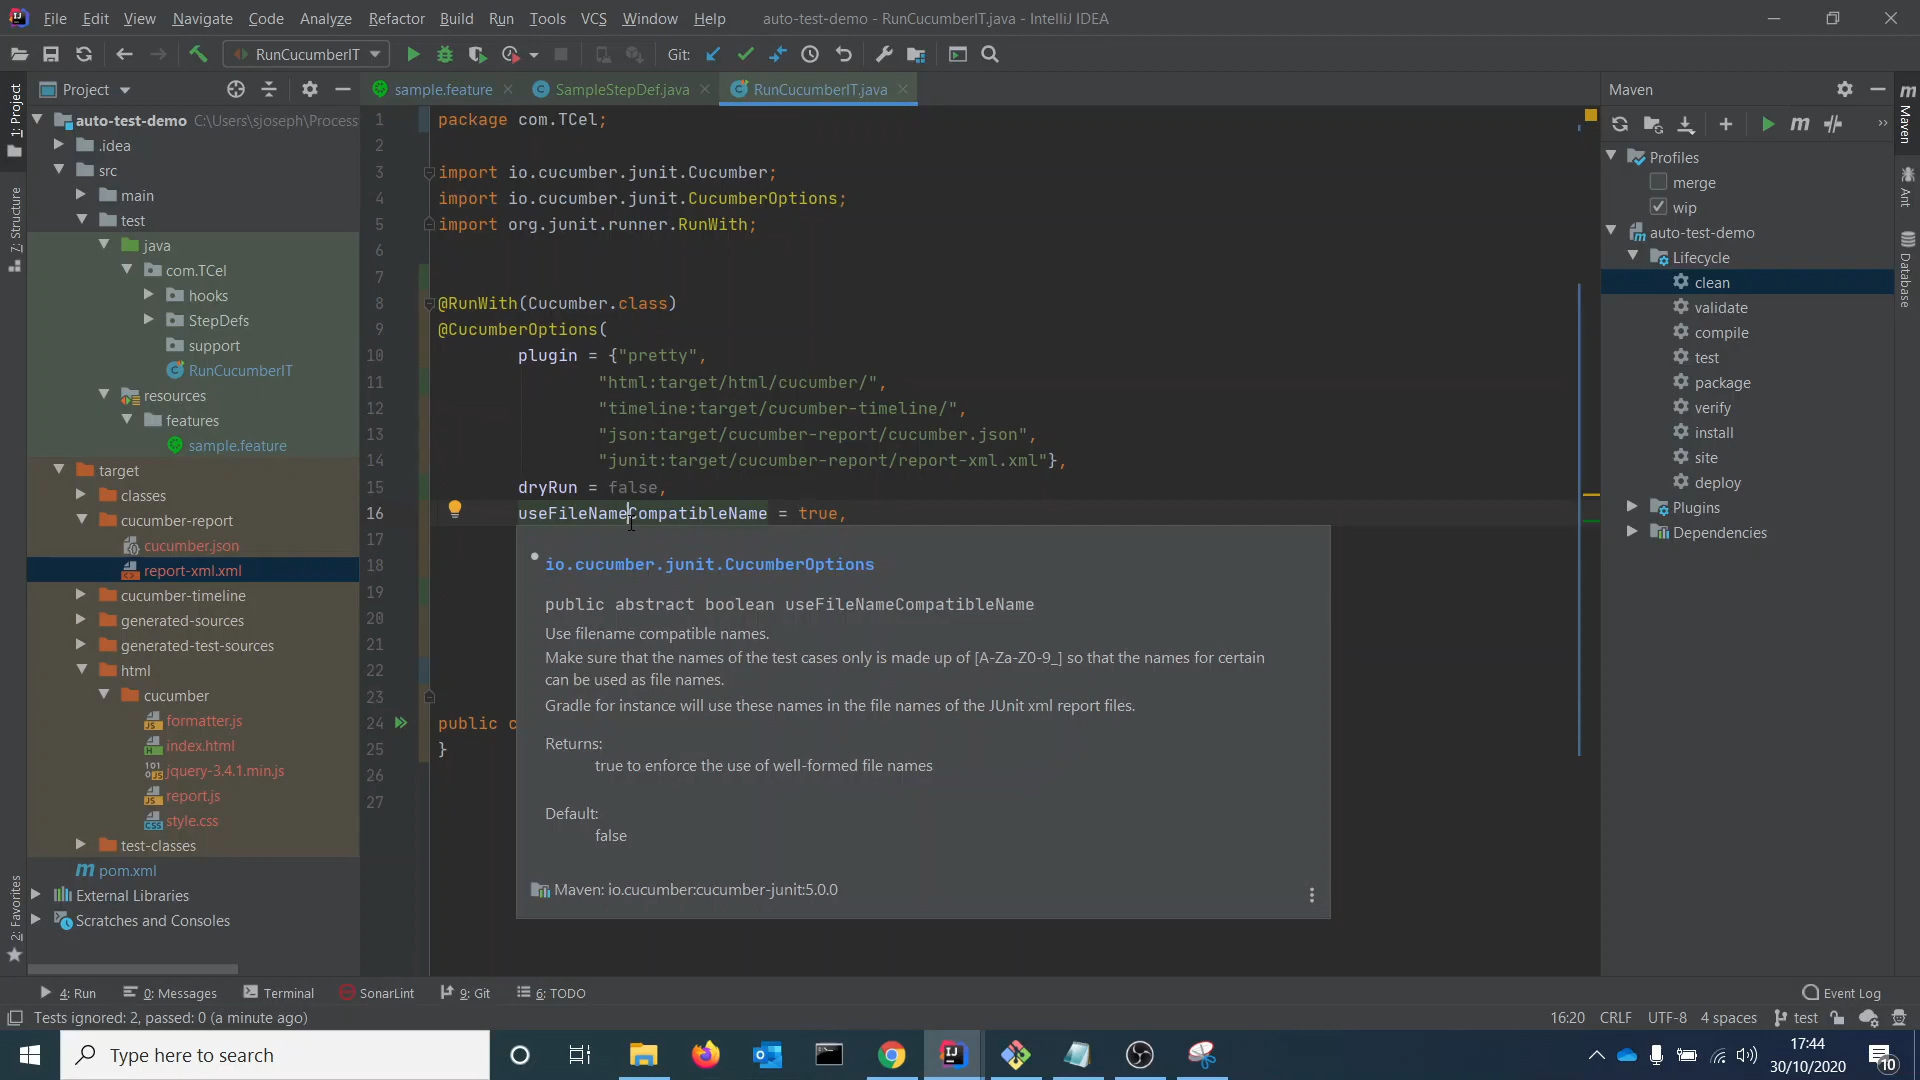 File Edit View Navigate Code Analyze Refactor Build Run Tools VCS Window Help auto-test-demo - RunCucumberIT.java - IntelliJ IDEA
RunCucumberIT Git:
Project
sample.feature
SampleStepDef.java
RunCucumberIT.java
Maven
1: Project
7: Structure
2: Favorites
auto-test-demo C:\Users\sjoseph\Process
.idea
src
main
test
java
com.TCel
hooks
StepDefs
support
RunCucumberIT
resources
features
sample.feature
target
classes
cucumber-report
cucumber.json
report-xml.xml
cucumber-timeline
generated-sources
generated-test-sources
html
cucumber
formatter.js
index.html
jquery-3.4.1.min.js
report.js
style.css
test-classes
pom.xml
External Libraries
Scratches and Consoles
1 package com.TCel;
2
3 import io.cucumber.junit.Cucumber;
4 import io.cucumber.junit.CucumberOptions;
5 import org.junit.runner.RunWith;
6
7
8 @RunWith(Cucumber.class)
9 @CucumberOptions(
10 plugin = {"pretty",
11 "html:target/html/cucumber/",
12 "timeline:target/cucumber-timeline/",
13 "json:target/cucumber-report/cucumber.json",
14 "junit:target/cucumber-report/report-xml.xml"},
15 dryRun = false,
16 useFileNameCompatibleName = true,
17
18
19
20
21
22
23
24 public c
25 }
26
27
io.cucumber.junit.CucumberOptions
public abstract boolean useFileNameCompatibleName
Use filename compatible names.
Make sure that the names of the test cases only is made up of [A-Za-Z0-9_] so that the names for certain
can be used as file names.
Gradle for instance will use these names in the file names of the JUnit xml report files.
Returns:
true to enforce the use of well-formed file names
Default:
false
Maven: io.cucumber:cucumber-junit:5.0.0
Profiles
merge
wip
auto-test-demo
Lifecycle
clean
validate
compile
test
package
verify
install
site
deploy
Plugins
Dependencies
Maven
Ant
Database
4: Run 0: Messages Terminal SonarLint 9: Git 6: TODO Event Log
Tests ignored: 2, passed: 0 (a minute ago) 16:20 CRLF UTF-8 4 spaces test
Type here to search
17:44
30/10/2020
10